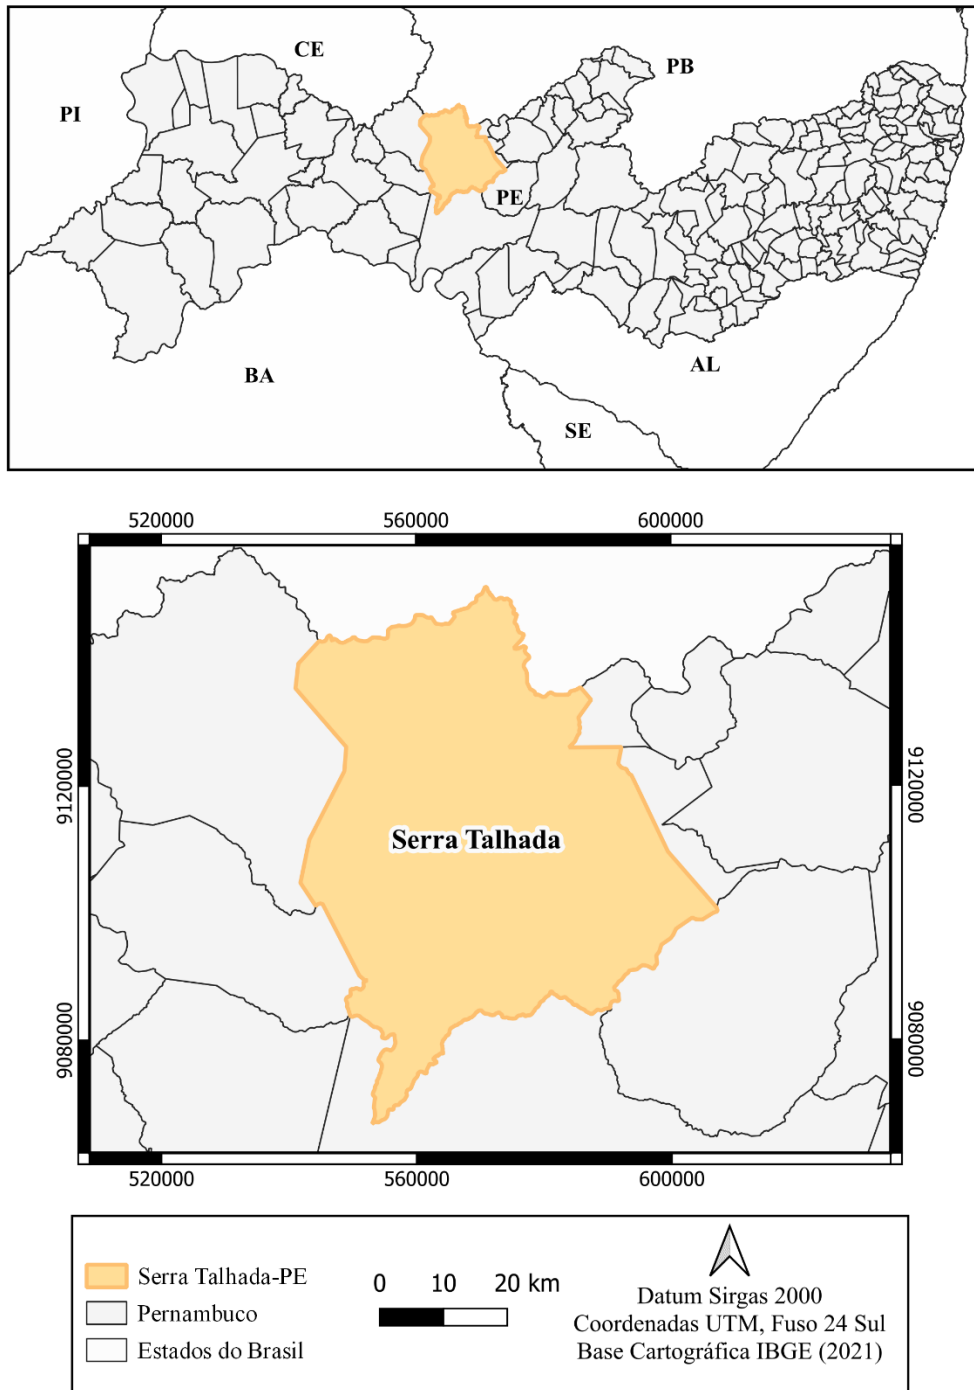 CE
PB
PI
PE
BA
AL
SE
520000 560000 600000
9120000 9120000
Serra Talhada
9080000 9080000
520000 560000 600000
Serra Talhada-PE
Pernambuco
Estados do Brasil
0 10 20 km
Datum Sirgas 2000
Coordenadas UTM, Fuso 24 Sul
Base Cartográfica IBGE (2021)